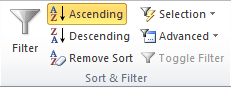 Ascending Selection
Filter Descending Advanced
Remove Sort Toggle Filter
Sort & Filter